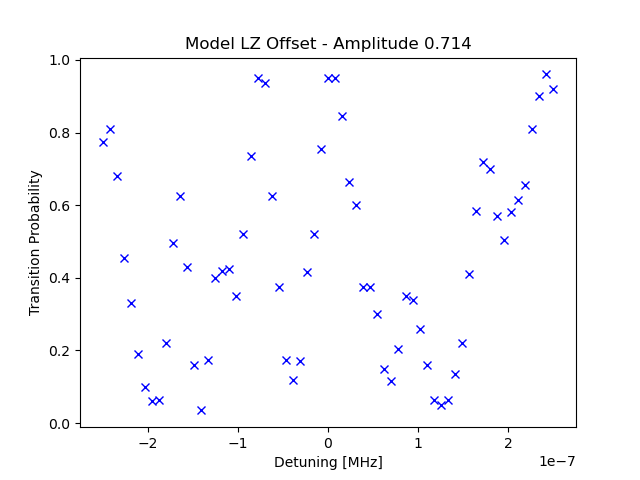 Model LZ Offset - Amplitude 0.714
1.0
0.8
0.6
0.4
0.2
0.0
Transition Probability
−2
−1
0
1
2
1e−7
Detuning [MHz]